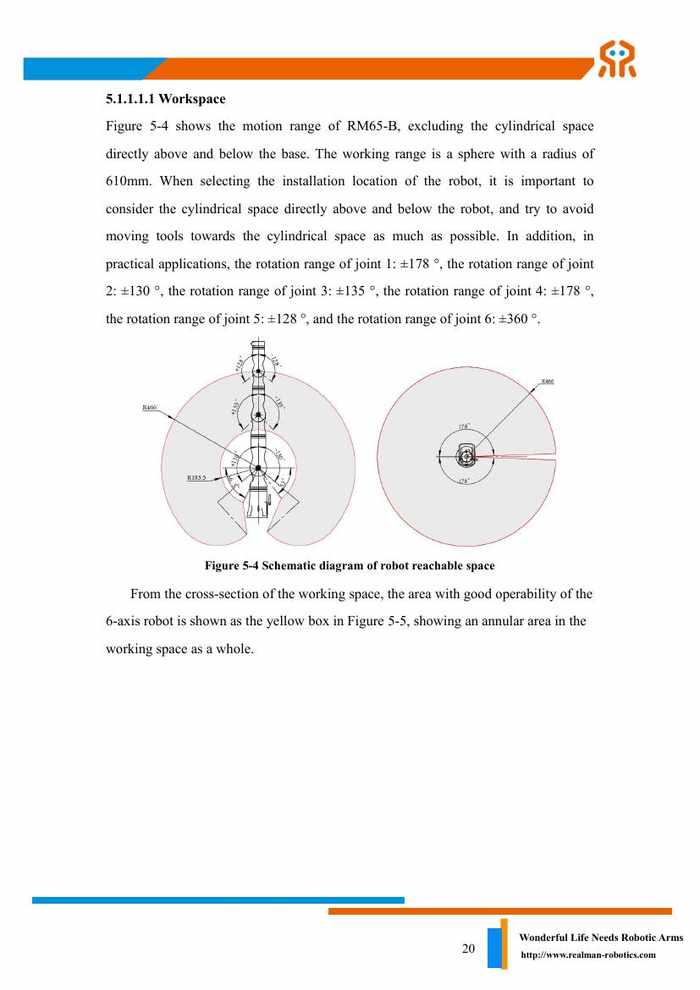 5.1.1.1.1 Workspace
Figure 5-4 shows the motion range of RM65-B, excluding the cylindrical space
directly above and below the base. The working range is a sphere with a radius of
610mm. When selecting the installation location of the robot, it is important to
consider the cylindrical space directly above and below the robot, and try to avoid
moving tools towards the cylindrical space as much as possible. In addition, in
practical applications, the rotation range of joint 1: ±178 °, the rotation range of joint
2: ±130 °, the rotation range of joint 3: ±135 °, the rotation range of joint 4: ±178 °,
the rotation range of joint 5: ±128 °, and the rotation range of joint 6: ±360 °.
+128°
-128°
+135°
-135°
+130°
-130°
178°
178°
Figure 5-4 Schematic diagram of robot reachable space
From the cross-section of the working space, the area with good operability of the
6-axis robot is shown as the yellow box in Figure 5-5, showing an annular area in the
working space as a whole.
20
Wonderful Life Needs Robotic Arms
http://www.realman-robotics.com